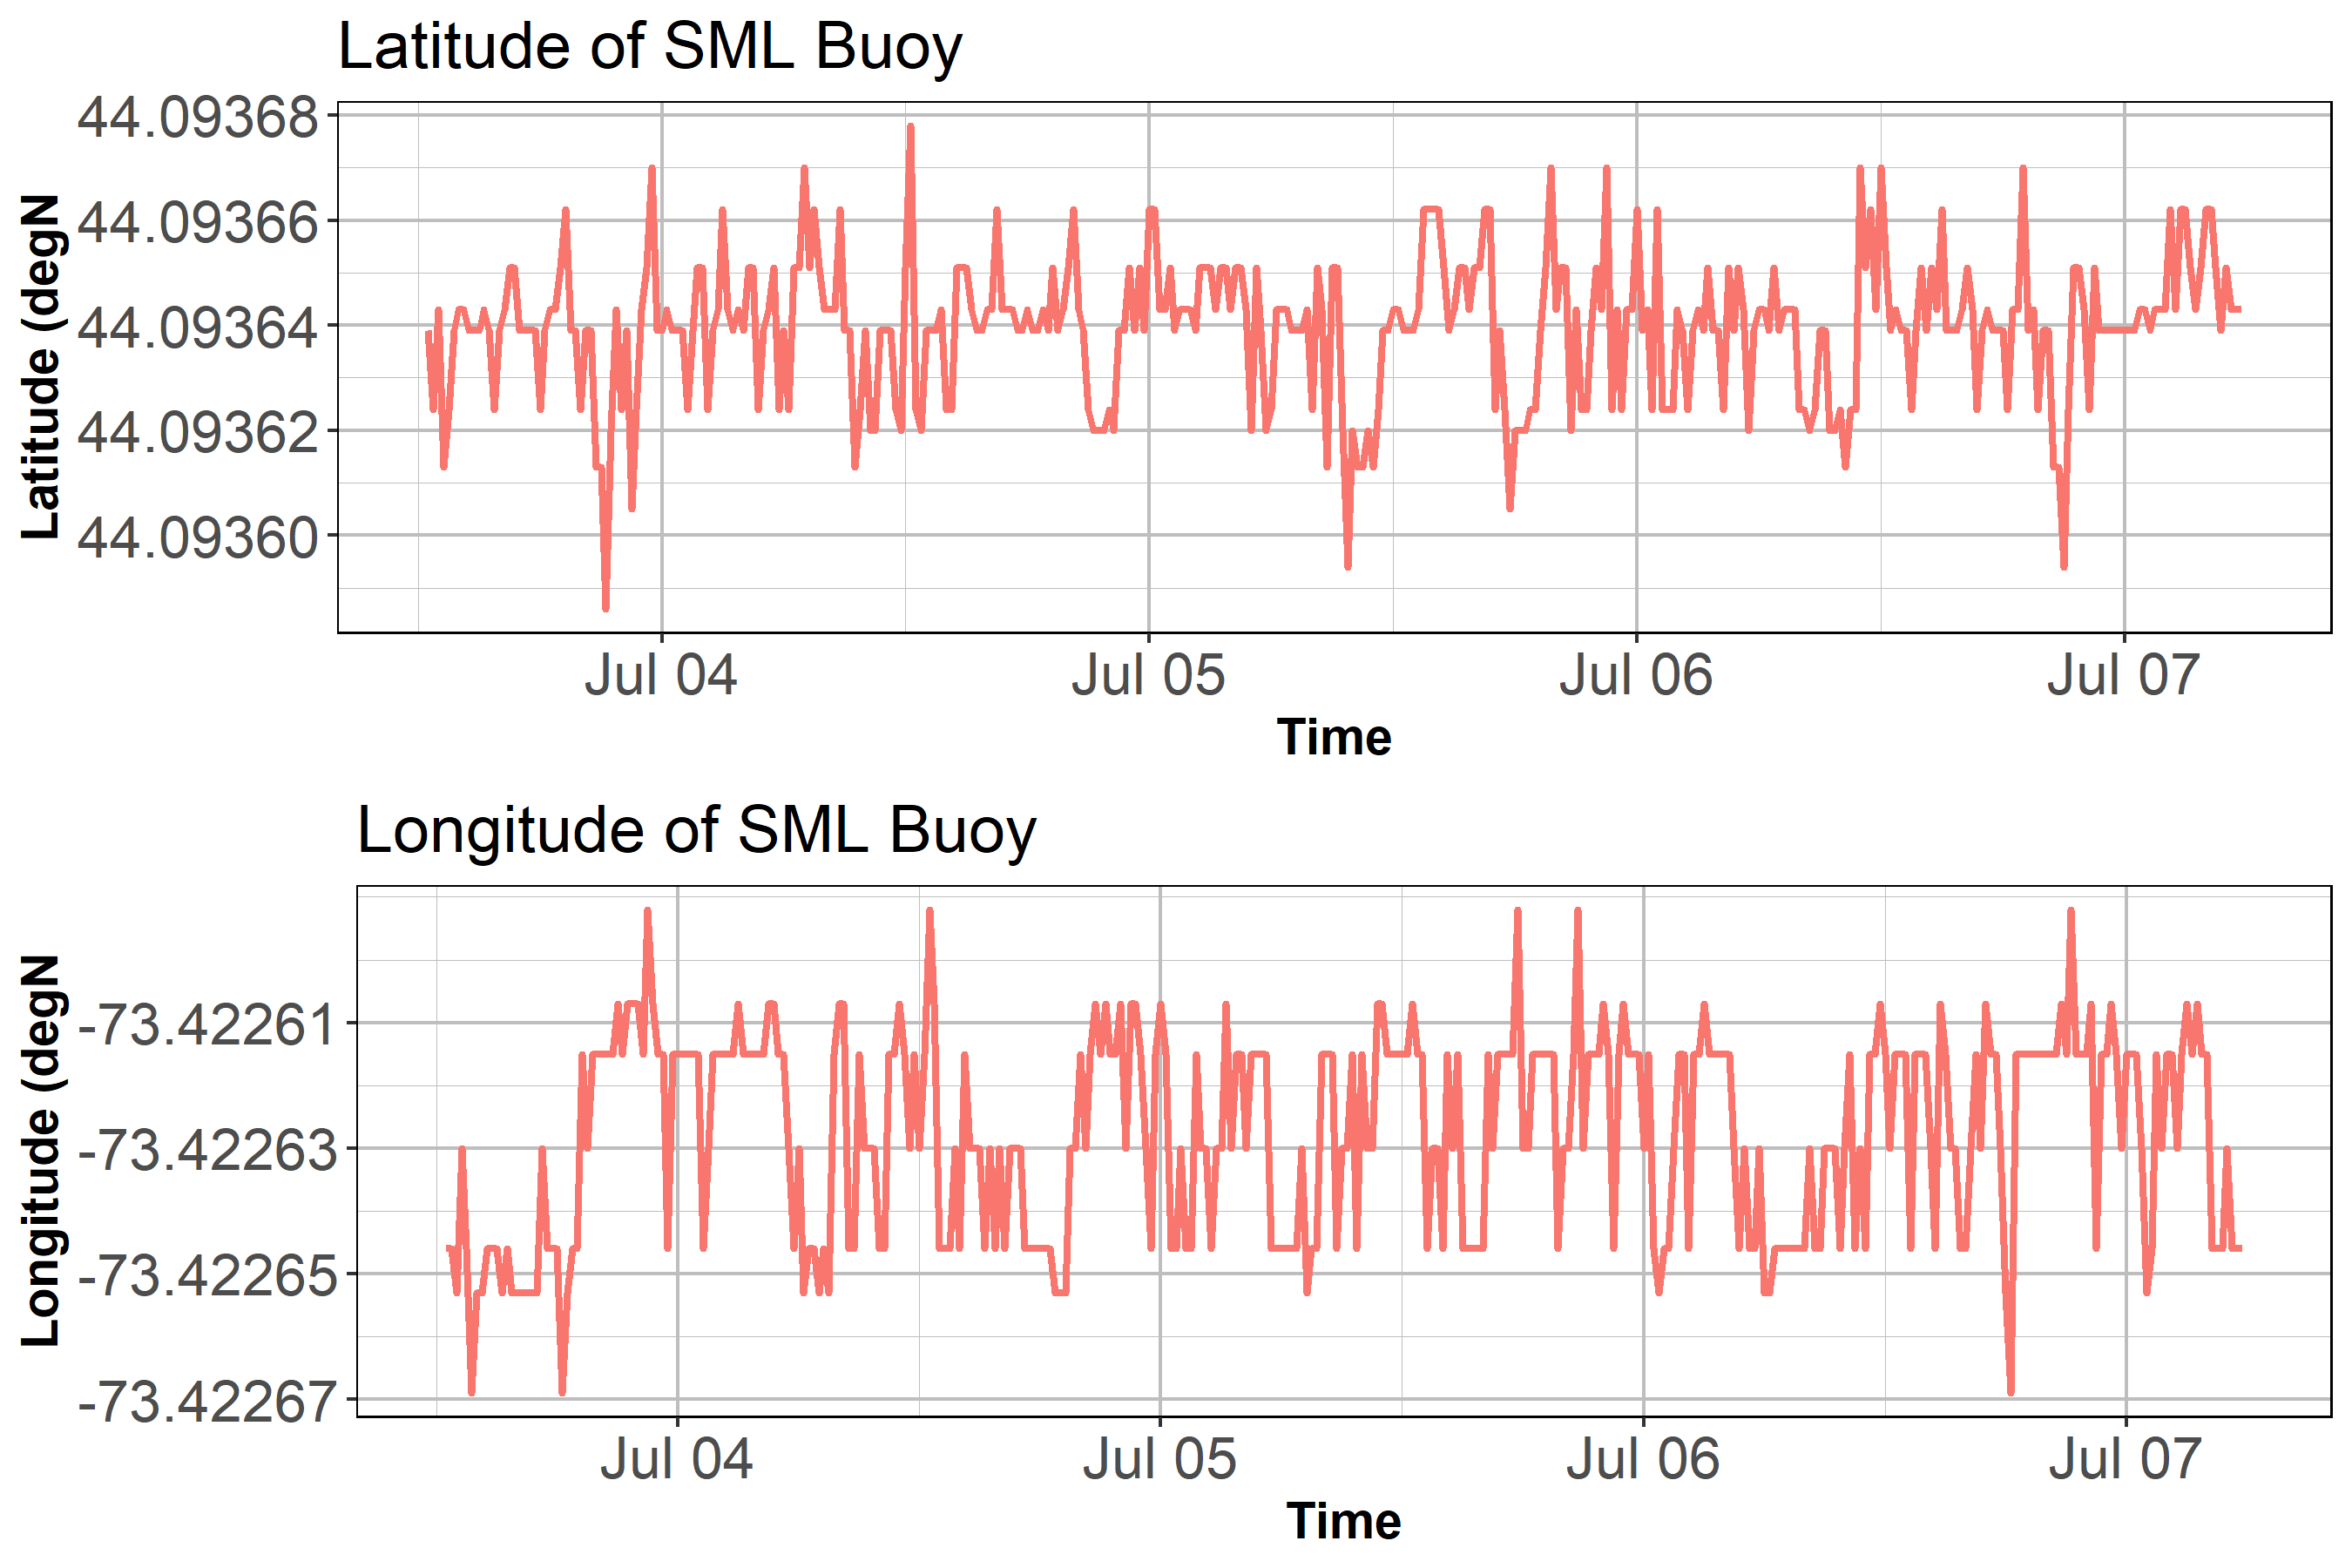 Latitude of SML Buoy
Latitude (degN
44.09368
44.09366
44.09364
44.09362
44.09360
Jul 04 Jul 05 Jul 06 Jul 07
Time
Longitude of SML Buoy
Longitude (degN
-73.42261
-73.42263
-73.42265
-73.42267
Jul 04 Jul 05 Jul 06 Jul 07
Time